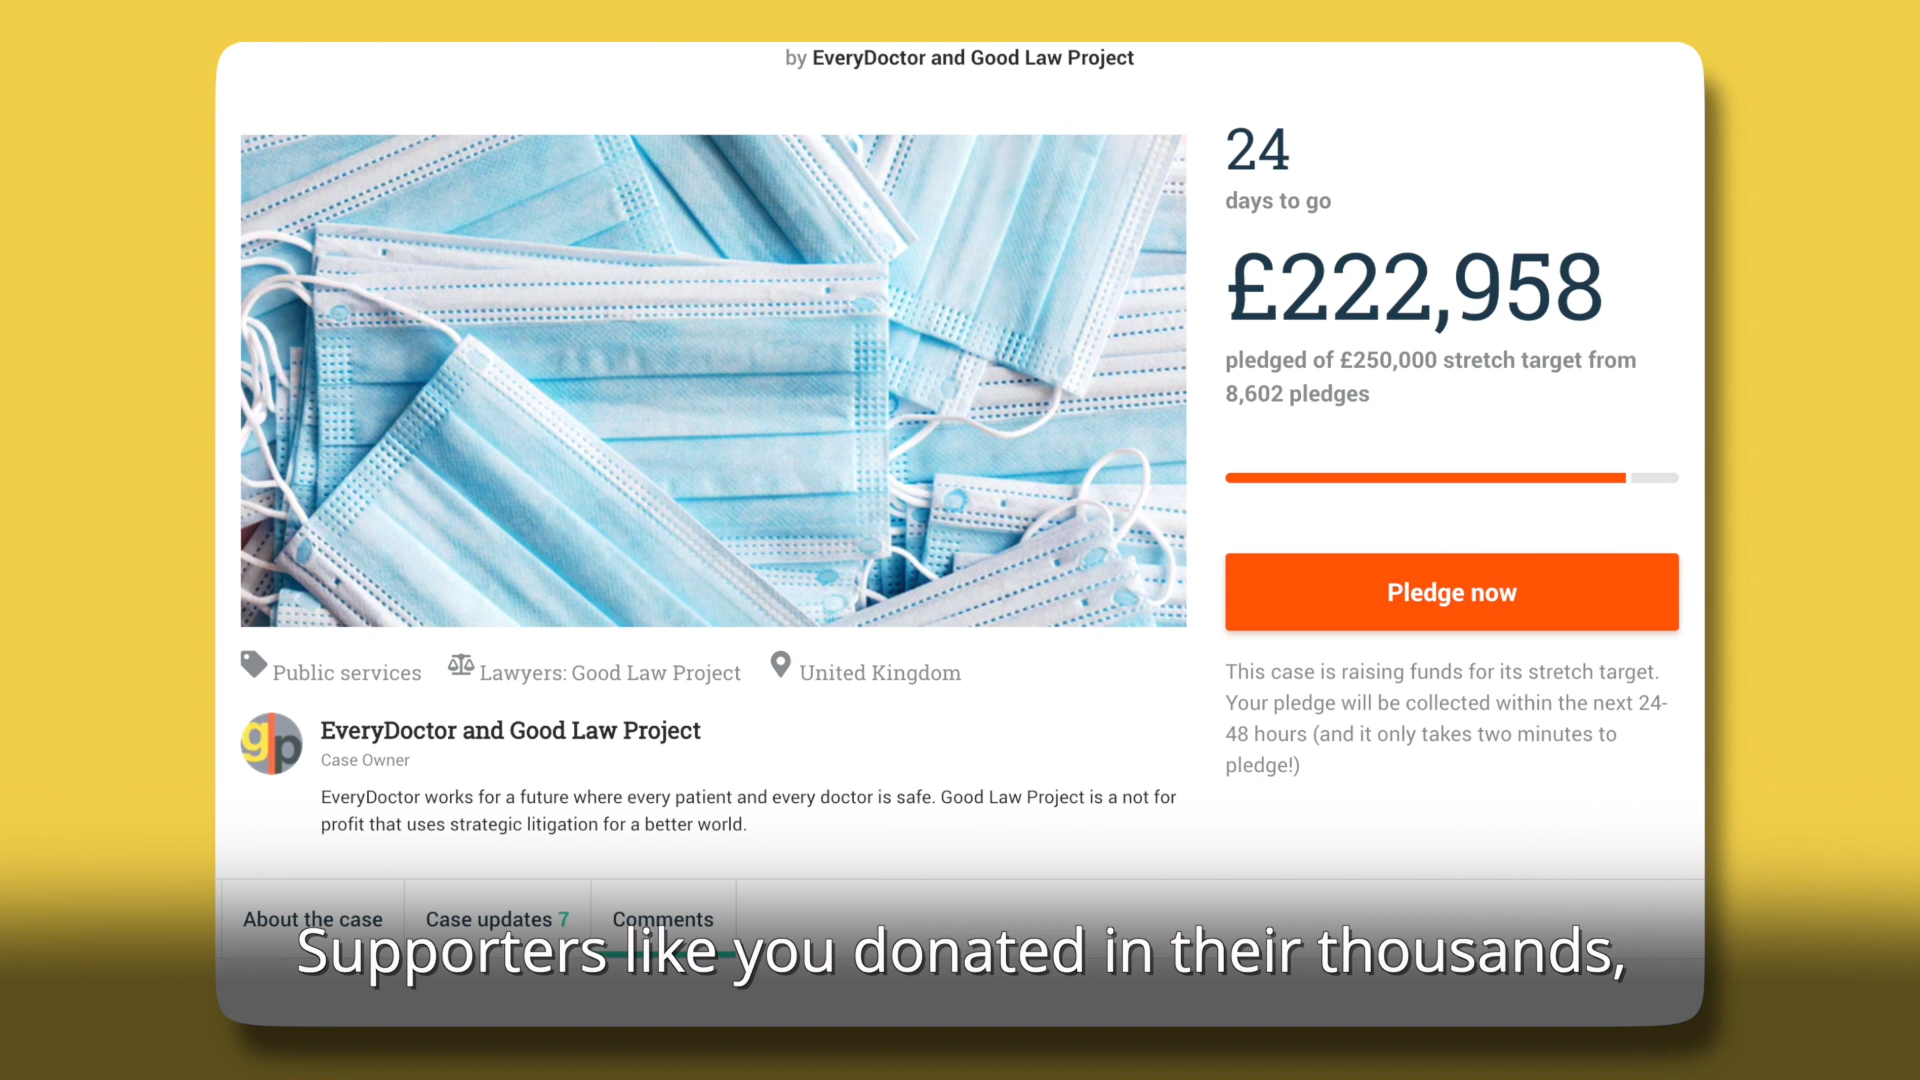 by EveryDoctor and Good Law Project
24
days to go
£222,958
pledged of £250,000 stretch target from
8,602 pledges
Pledge now
This case is raising funds for its stretch target.
Your pledge will be collected within the next 24-
48 hours (and it only takes two minutes to
pledge!)
Public services
Lawyers: Good Law Project
United Kingdom
glp
EveryDoctor and Good Law Project
Case Owner
EveryDoctor works for a future where every patient and every doctor is safe. Good Law Project is a not for
profit that uses strategic litigation for a better world.
About the case
Case updates 7
Comments
Supporters like you donated in their thousands,